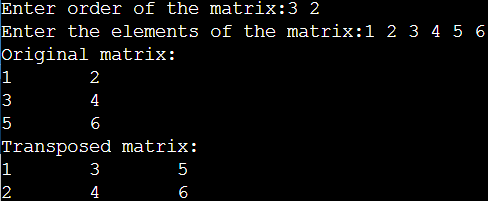 Enter order of the matrix:3 2
Enter the elements of the matrix:1 2 3 4 5 6
Original matrix:
1 2
3 4
5 6
Transposed matrix:
1 3 5
2 4 6